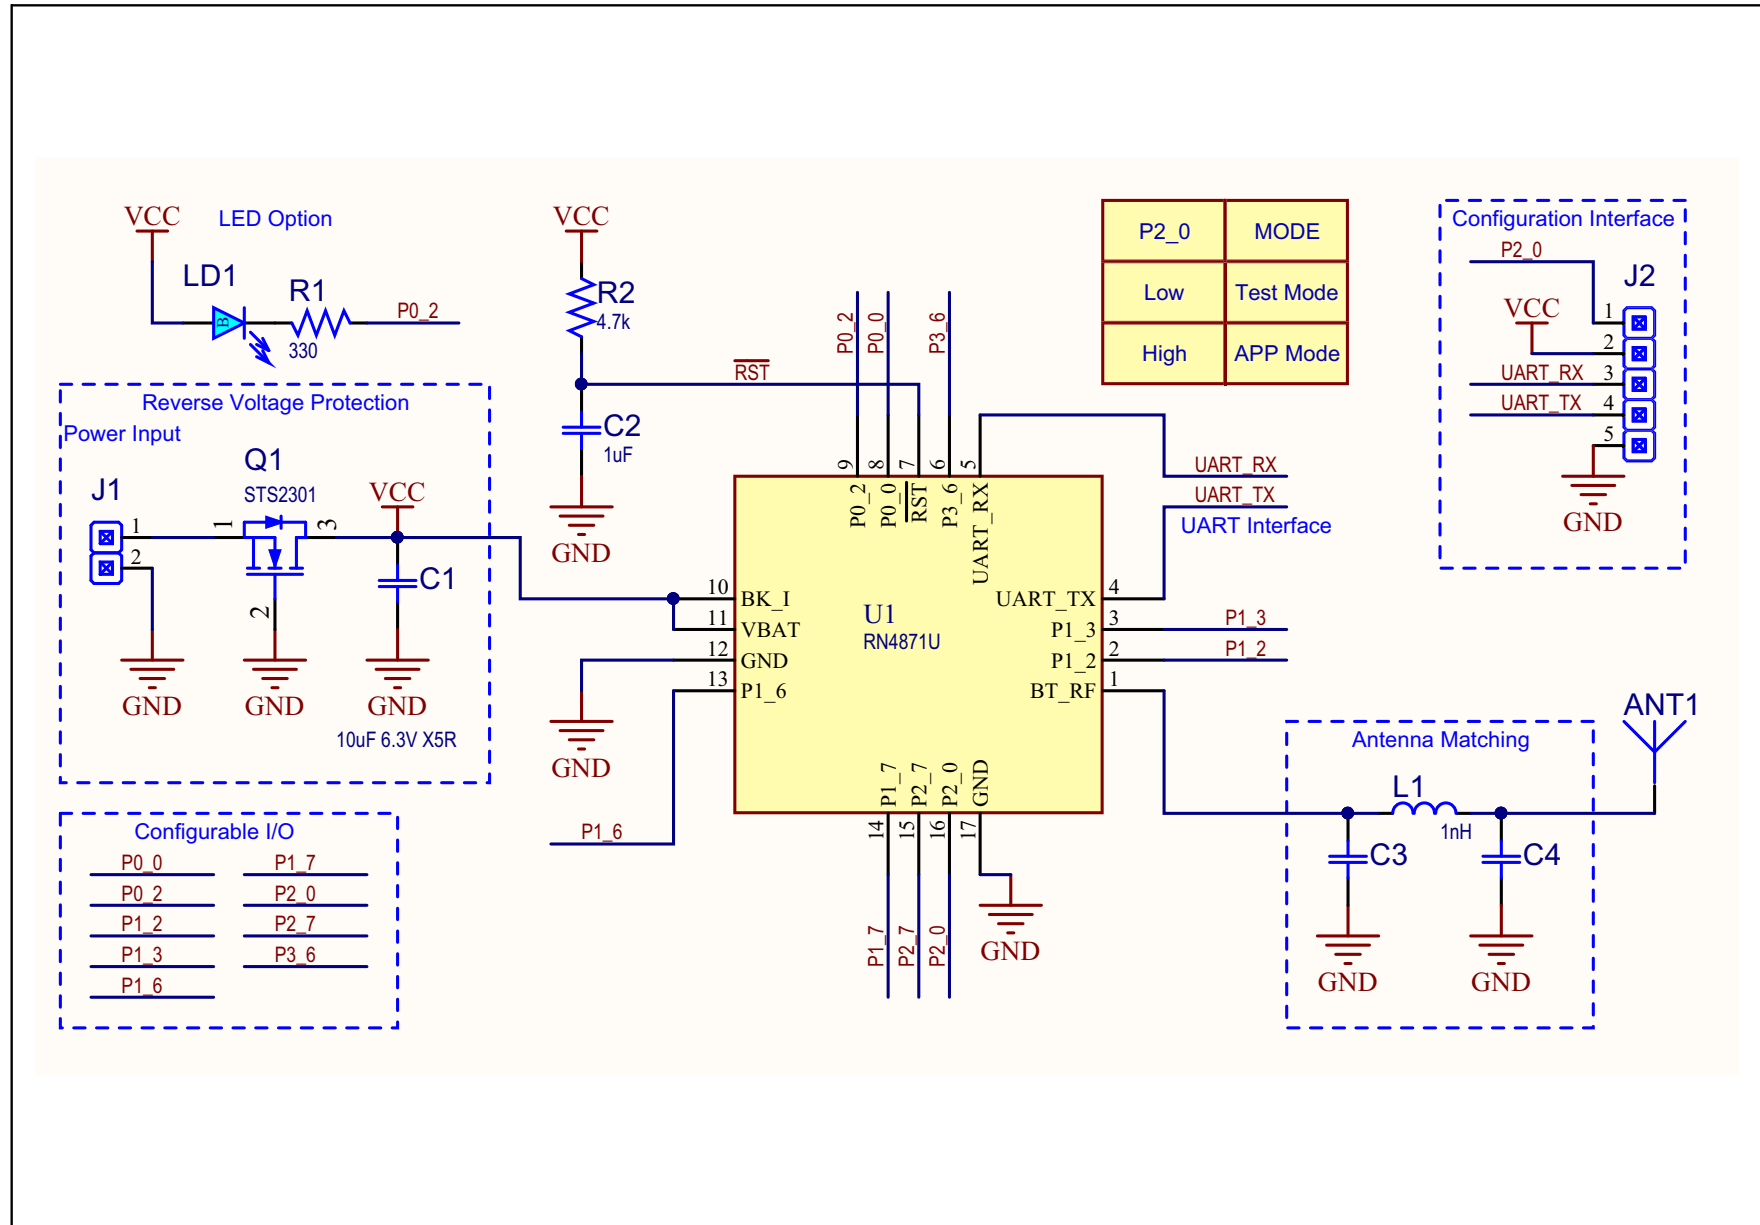 VCC
LED Option
LD1
B
R1
330
P0_2
Reverse Voltage Protection
Power Input
J1
1
2
Q1
STS2301
1
3
2
VCC
C1
GND
GND
GND
10uF 6.3V X5R
Configurable I/O
P0_0
P1_7
P0_2
P2_0
P1_2
P2_7
P1_3
P3_6
P1_6
VCC
R2
4.7k
RST
C2
1uF
GND
P0_2
P0_0
P3_6
9
8
7
6
5
P0_2
P0_0
RST
P3_6
UART_RX
10
BK_I
11
VBAT
12
GND
13
P1_6
GND
P1_6
U1
RN4871U
UART_TX
4
P1_3
3
P1_2
2
BT_RF
1
UART_RX
UART_TX
UART Interface
P1_3
P1_2
P1_7
P2_7
P2_0
GND
14
15
16
17
P1_7
P2_7
P2_0
GND
P2_0
MODE
Low
Test Mode
High
APP Mode
Configuration Interface
P2_0
J2
VCC
1
2
UART_RX
3
UART_TX
4
5
GND
ANT1
Antenna Matching
L1
1nH
C3
C4
GND
GND